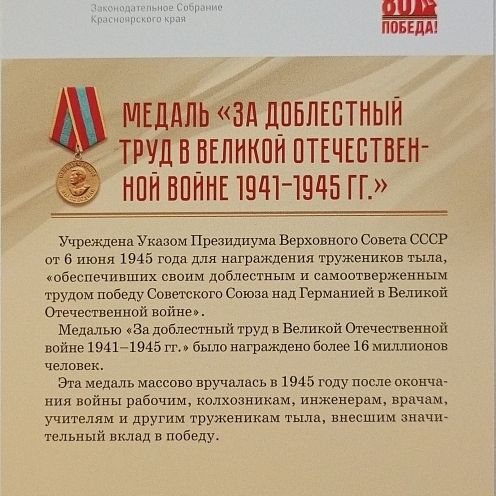 Законодательное Собрание
Красноярского края
80
ПОБЕДА!
МЕДАЛЬ «ЗА ДОБЛЕСТНЫЙ
ТРУД В ВЕЛИКОЙ ОТЕЧЕСТВЕН-
НОЙ ВОЙНЕ 1941–1945 ГГ.»
Учреждена Указом Президиума Верховного Совета СССР
от 6 июня 1945 года для награждения тружеников тыла,
«обеспечивших своим доблестным и самоотверженным
трудом победу Советского Союза над Германией в Великой
Отечественной войне».
Медалью «За доблестный труд в Великой Отечественной
войне 1941–1945 гг.» было награждено более 16 миллионов
человек.
Эта медаль массово вручалась в 1945 году после оконча-
ния войны рабочим, колхозникам, инженерам, врачам,
учителям и другим труженикам тыла, внесшим значи-
тельный вклад в победу.